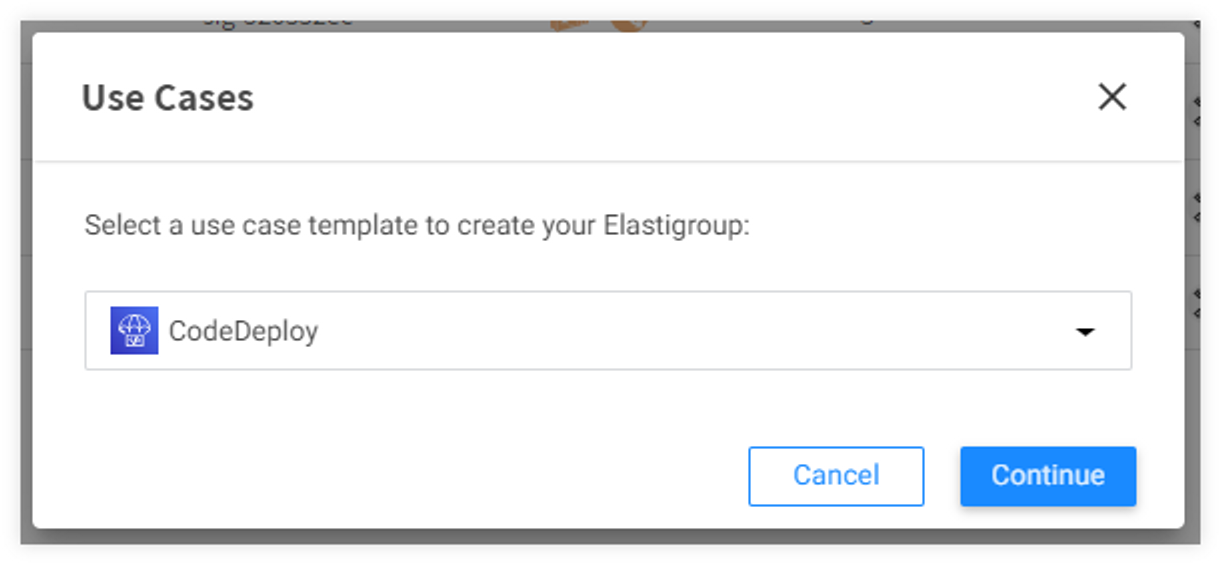 Use Cases
Select a use case template to create your Elastigroup:
CodeDeploy
Cancel
Continue